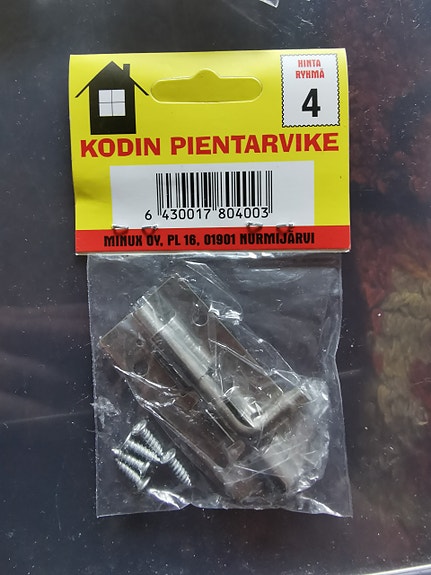 HINTA
RYHMÄ
4
KODIN PIENTARVIKE
6 430017 804003
MINUX OY, PL 16, 01901 NURMIJÄRVI